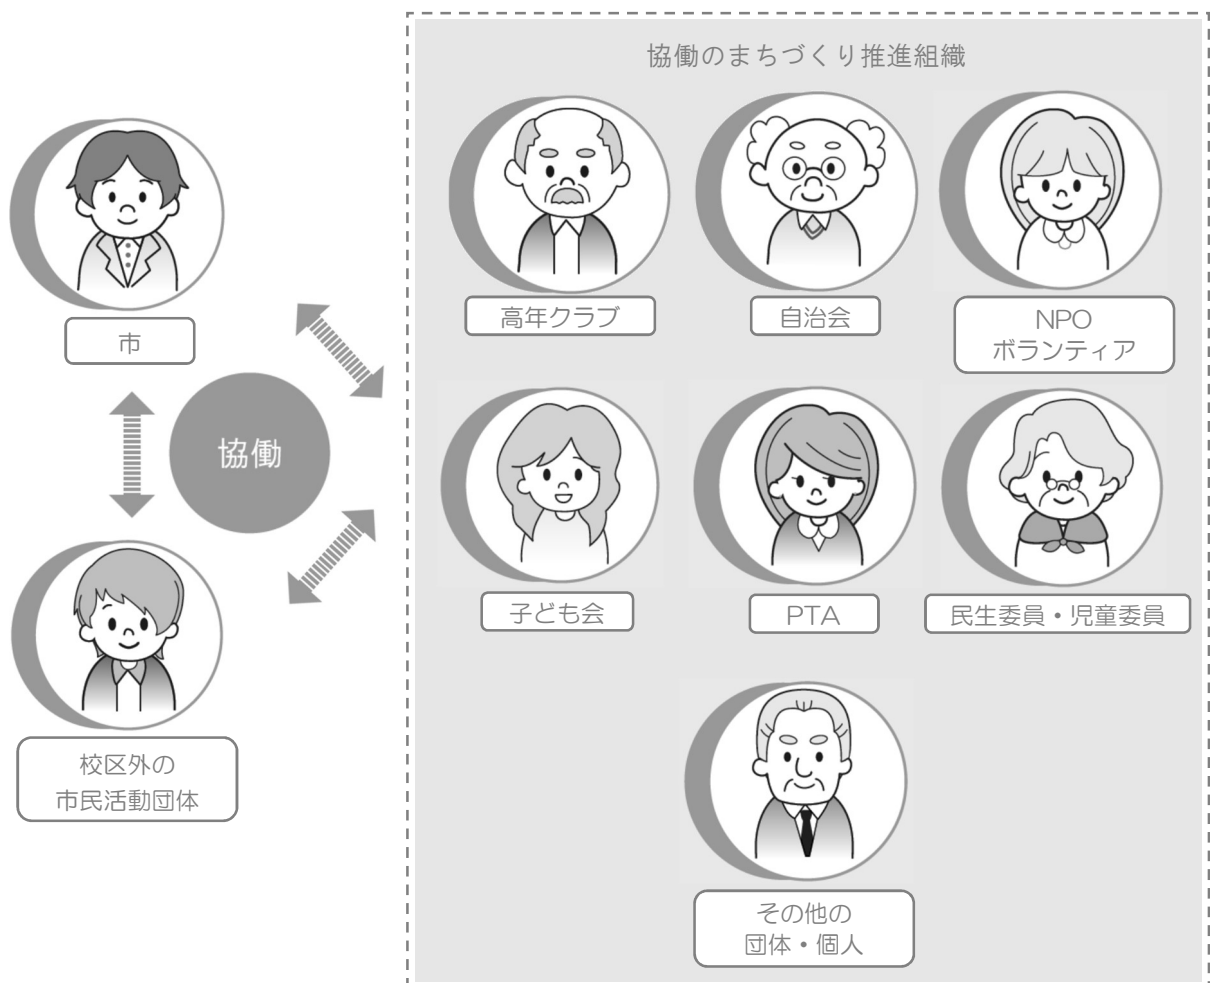 協働のまちづくり推進組織
高年クラブ
自治会
NPO
ボランティア
市
協働
子ども会
PTA
民生委員・児童委員
校区外の
市民活動団体
その他の
団体・個人